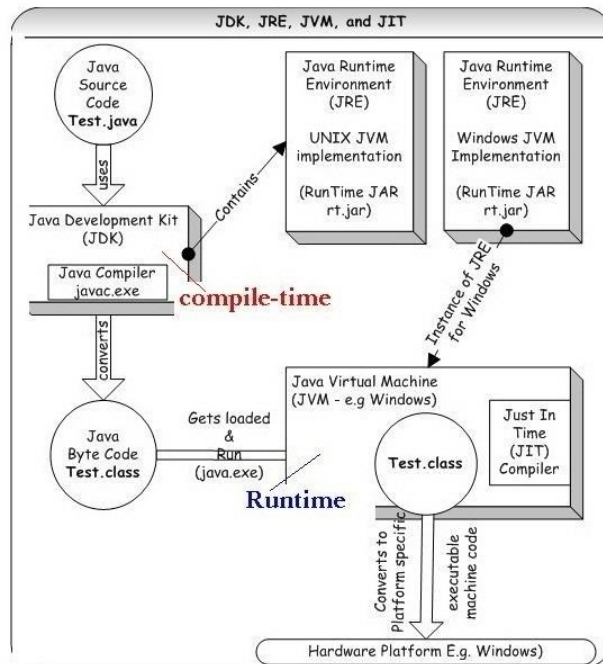 JDK, JRE, JVM, and JIT
Java
Source
Code
Test.java
uses
Java Development Kit
(JDK)
Java Compiler
javac.exe
compile-time
Contains
Java Runtime
Environment
(JRE)
UNIX JVM
implementation
(RunTime JAR
rt.jar)
Java Runtime
Environment
(JRE)
Windows JVM
Implementation
(RunTime JAR
rt.jar)
Instance of JRE
for Windows
converts
Java
Byte Code
Test.class
Gets loaded
&
Run
(java.exe)
Runtime
Java Virtual Machine
(JVM - e.g Windows)
Test.class
Just In
Time
(JIT)
Compiler
Converts to
Platform specific
executable
machine code
Hardware Platform E.g. Windows)